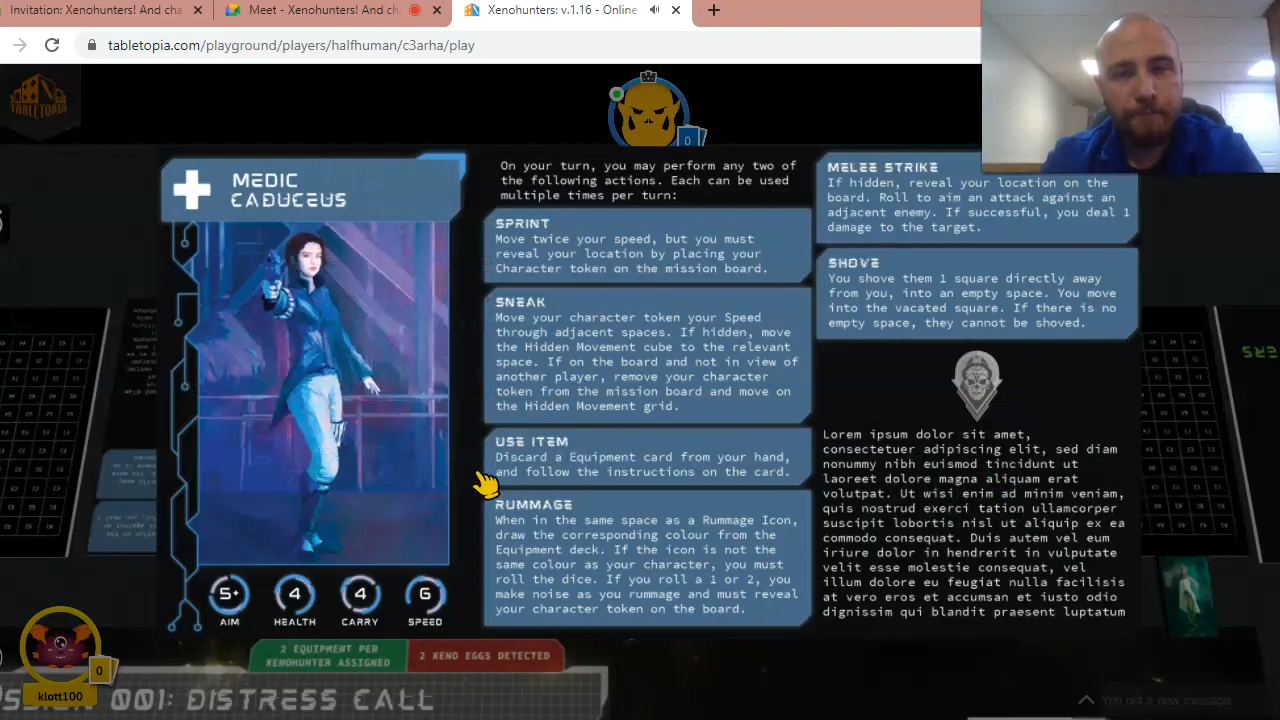 Invitation: Xenohunters! And cha
Meet - Xenohunters! And ch
Xenohunters: v.1.16 - Online
tabletopia.com/playground/players/halfhuman/c3arha/play
TABLETOPIA
0
MEDIC
CADUCEUS
5+
AIM
4
HEALTH
4
CARRY
6
SPEED
On your turn, you may perform any two of
the following actions. Each can be used
multiple times per turn:
SPRINT
Move twice your speed, but you must
reveal your location by placing your
Character token on the mission board.
SNEAK
Move your character token your Speed
through adjacent spaces. If hidden, move
the Hidden Movement cube to the relevant
space. If on the board and not in view of
another player, remove your character
token from the mission board and move on
the Hidden Movement grid.
USE ITEM
Discard a Equipment card from your hand,
and follow the instructions on the card.
RUMMAGE
When in the same space as a Rummage Icon,
draw the corresponding colour from the
Equipment deck. If the icon is not the
same colour as your character, you must
roll the dice. If you roll a 1 or 2, you
make noise as you rummage and must reveal
your character token on the board.
MELEE STRIKE
If hidden, reveal your location on the
board. Roll to aim an attack against an
adjacent enemy. If successful, you deal 1
damage to the target.
SHOVE
You shove them 1 square directly away
from you, into an empty space. You move
into the vacated square. If there is no
empty space, they cannot be shoved.
Lorem ipsum dolor sit amet,
consectetuer adipiscing elit, sed diam
nonummy nibh euismod tincidunt ut
laoreet dolore magna aliquam erat
volutpat. Ut wisi enim ad minim veniam,
quis nostrud exerci tation ullamcorper
suscipit lobortis nisl ut aliquip ex ea
commodo consequat. Duis autem vel eum
iriure dolor in hendrerit in vulputate
velit esse molestie consequat, vel
illum dolore eu feugiat nulla facilisis
at vero eros et accumsan et iusto odio
dignissim qui blandit praesent luptatum
2 EQUIPMENT PER
XENOHUNTER ASSIGNED
2 XENO EGGS DETECTED
0
klott100
SSION 001: DISTRESS CALL
You got a new message